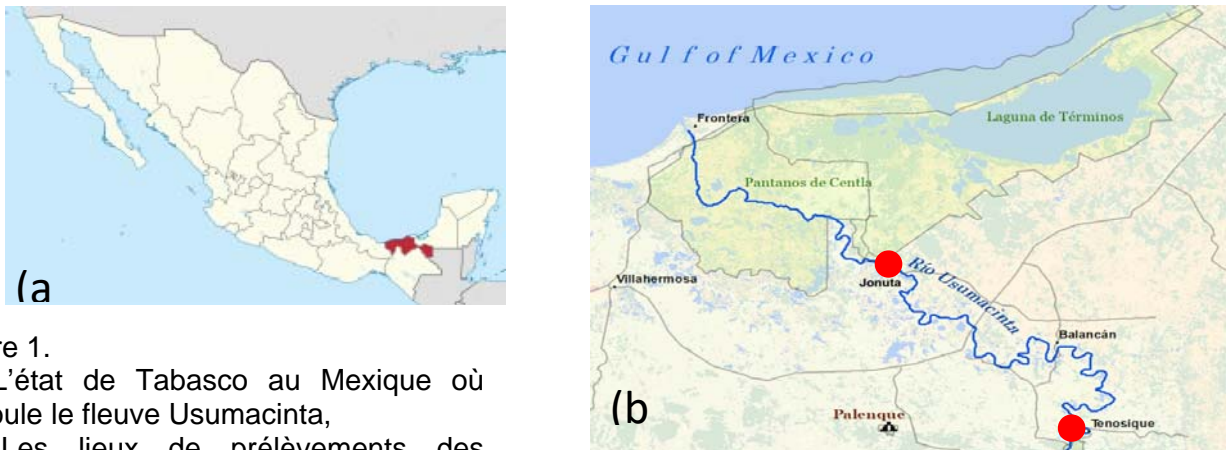 (a
re 1.
L'état de Tabasco au Mexique où
oule le fleuve Usumacinta,
Les lieux de prélèvements des
Gulf of Mexico
Frontera
Laguna de Términos
Pantanos de Centla
Villahermosa
Jonuta
Río Usumacinta
Balancán
(b
Palenque
Tenosique